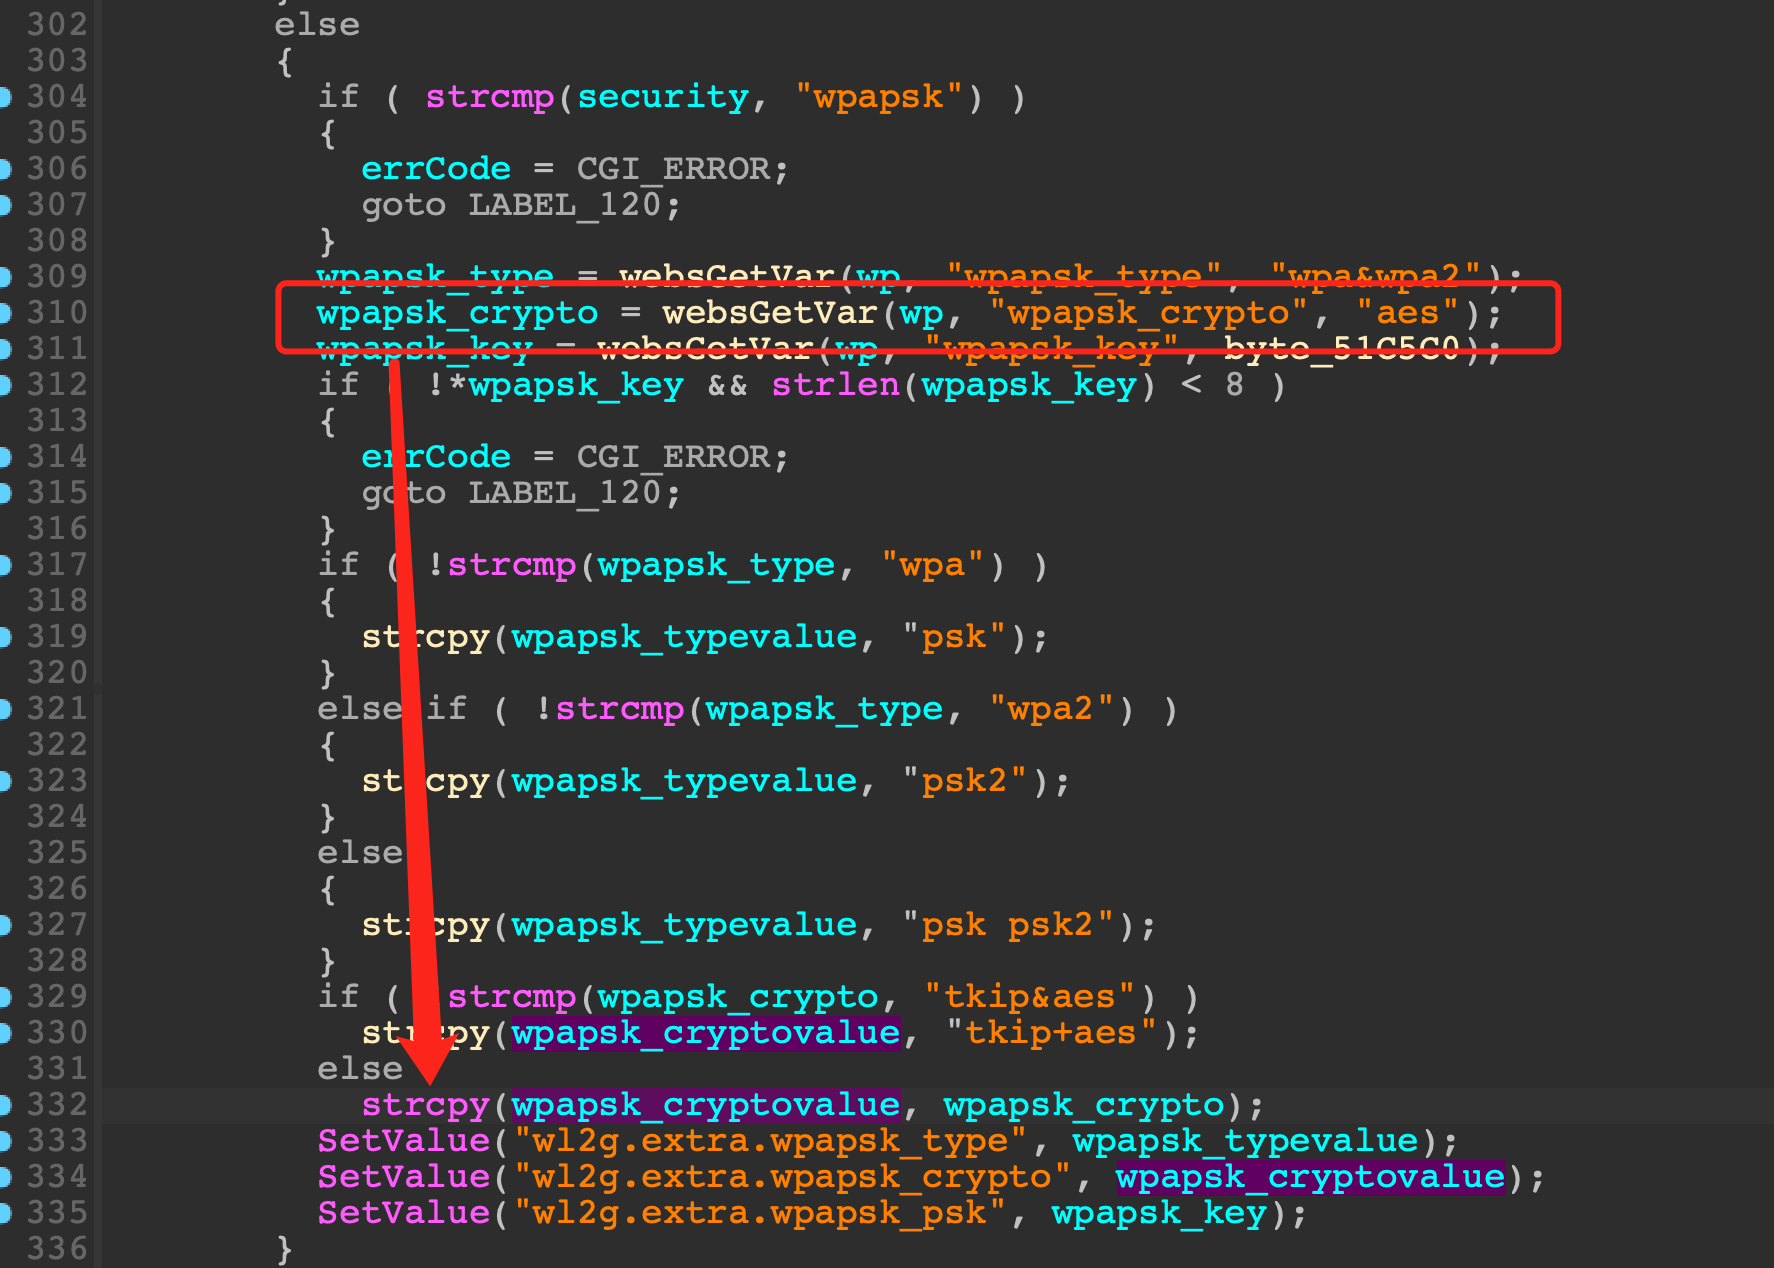 302 else
303 {
304 if ( strcmp(security, "wpapsk") )
305 {
306 errCode = CGI_ERROR;
307 goto LABEL_120;
308 }
309 wpapsk_type = websGetVar(wp, "wpapsk_type", "wpa&wpa2");
310 wpapsk_crypto = websGetVar(wp, "wpapsk_crypto", "aes");
311 wpapsk_key = websGetVar(wp, "wpapsk_key", byte_51C5C0);
312 if ( !*wpapsk_key && strlen(wpapsk_key) < 8 )
313 {
314 errCode = CGI_ERROR;
315 goto LABEL_120;
316 }
317 if ( !strcmp(wpapsk_type, "wpa") )
318 {
319 strcpy(wpapsk_typevalue, "psk");
320 }
321 else if ( !strcmp(wpapsk_type, "wpa2") )
322 {
323 strcpy(wpapsk_typevalue, "psk2");
324 }
325 else
326 {
327 strcpy(wpapsk_typevalue, "psk psk2");
328 }
329 if ( strcmp(wpapsk_crypto, "tkip&aes") )
330 strcpy(wpapsk_cryptovalue, "tkip+aes");
331 else
332 strcpy(wpapsk_cryptovalue, wpapsk_crypto);
333 SetValue("wl2g.extra.wpapsk_type", wpapsk_typevalue);
334 SetValue("wl2g.extra.wpapsk_crypto", wpapsk_cryptovalue);
335 SetValue("wl2g.extra.wpapsk_psk", wpapsk_key);
336 }